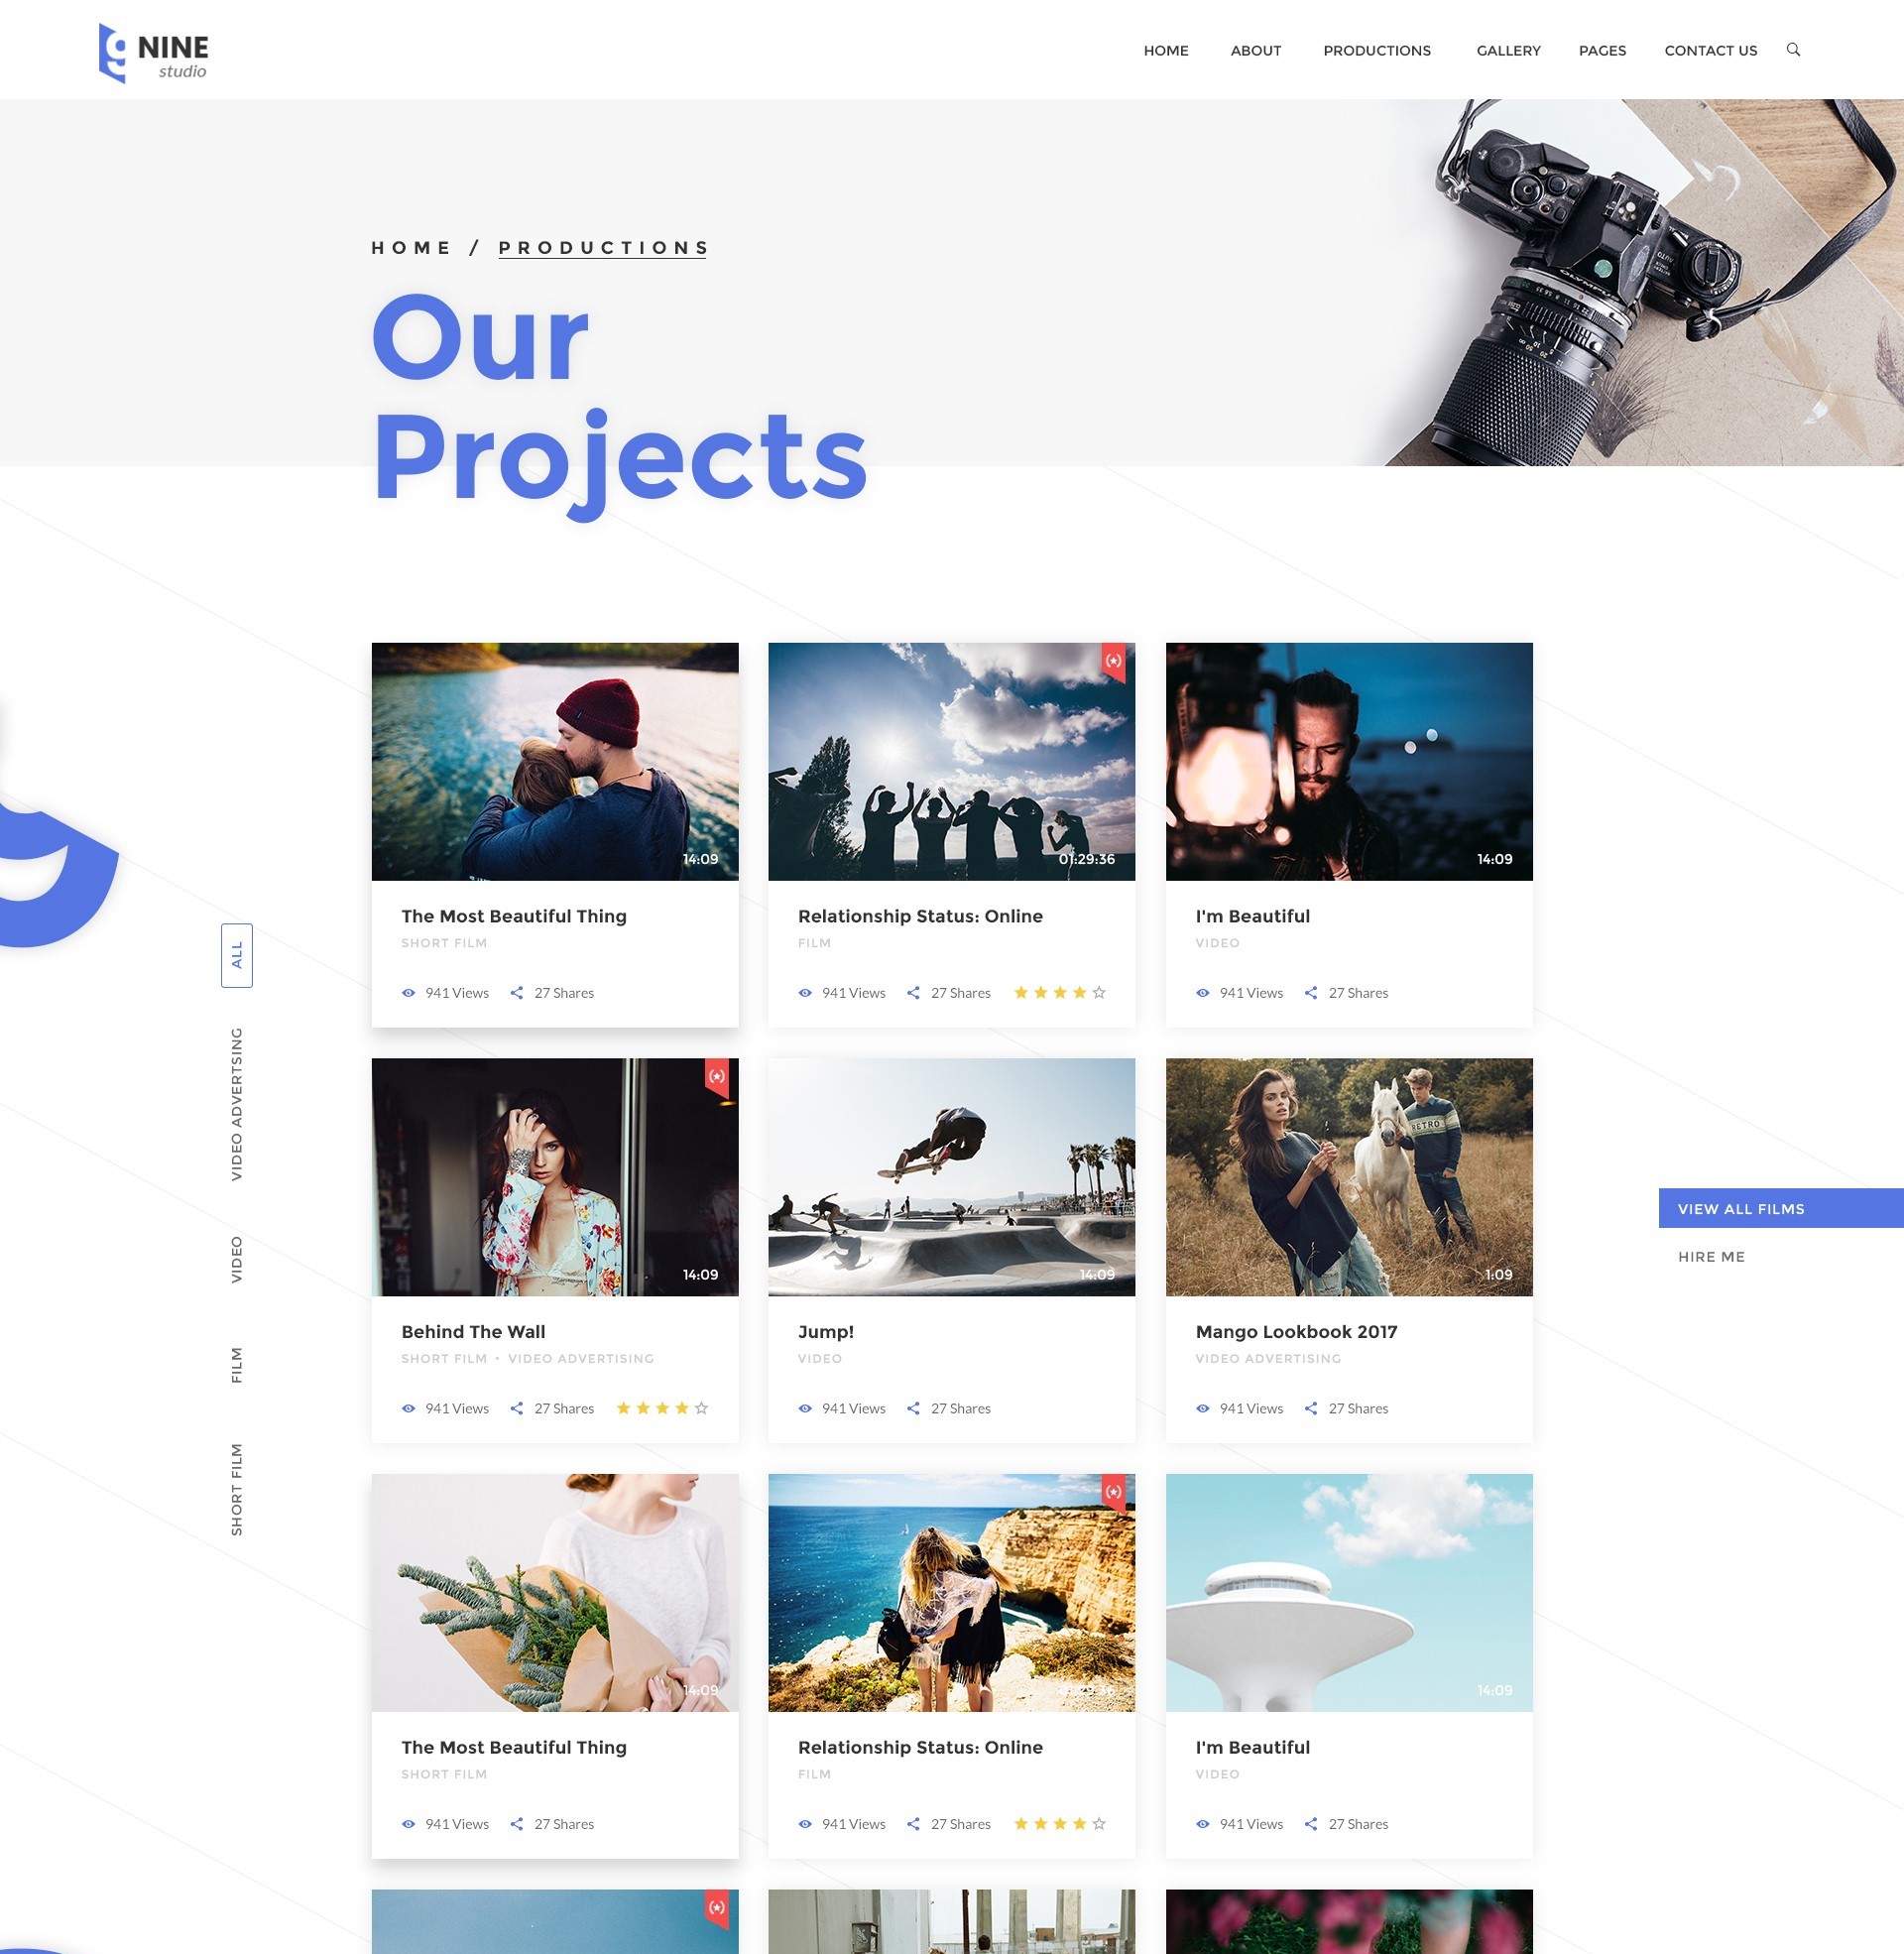 NINE
studio
HOME ABOUT PRODUCTIONS GALLERY PAGES CONTACT US
HOME / PRODUCTIONS
Our
Projects
OLYMPUS
AUTO
14:09
01:29:36
14:09
The Most Beautiful Thing
SHORT FILM
941 Views 27 Shares
Relationship Status: Online
FILM
941 Views 27 Shares
I'm Beautiful
VIDEO
941 Views 27 Shares
ALL
VIDEO ADVERTSING
VIDEO
FILM
SHORT FILM
14:09
14:09
RETRO
1:09
Behind The Wall
SHORT FILM • VIDEO ADVERTISING
941 Views 27 Shares
Jump!
VIDEO
941 Views 27 Shares
Mango Lookbook 2017
VIDEO ADVERTISING
941 Views 27 Shares
VIEW ALL FILMS
HIRE ME
14:09
01:29:36
14:09
The Most Beautiful Thing
SHORT FILM
941 Views 27 Shares
Relationship Status: Online
FILM
941 Views 27 Shares
I'm Beautiful
VIDEO
941 Views 27 Shares